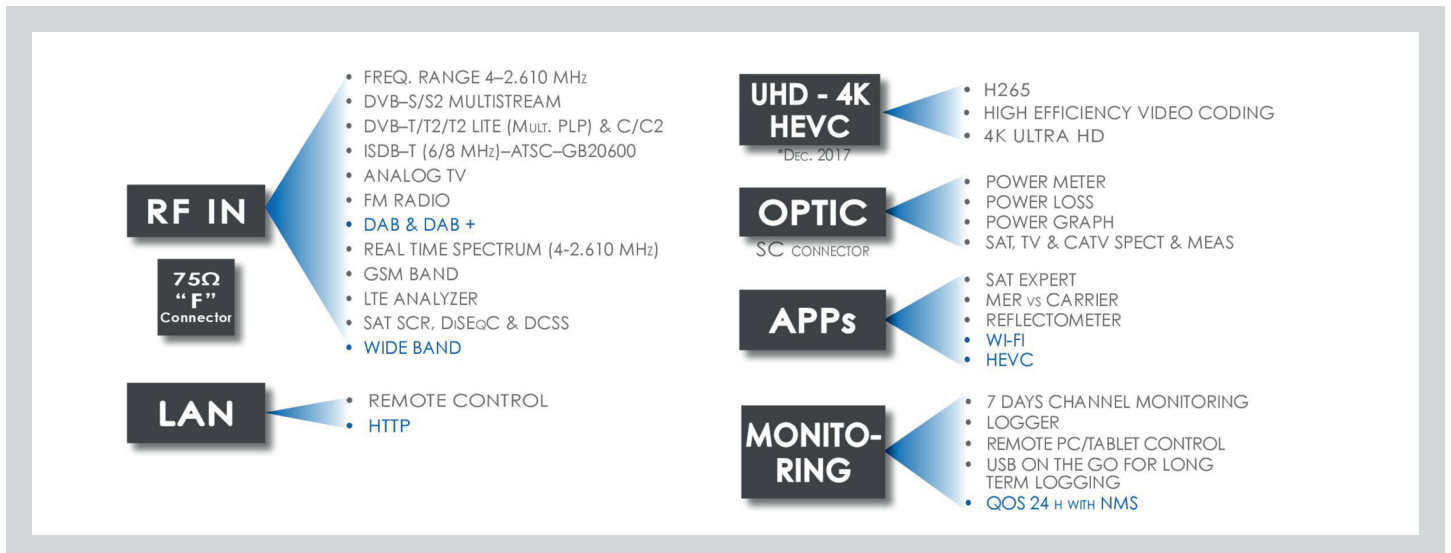 RF IN
75Ω
“F”
Connector
• FREQ. RANGE 4–2.610 MHz
• DVB–S/S2 MULTISTREAM
• DVB–T/T2/T2 LITE (MULT. PLP) & C/C2
• ISDB–T (6/8 MHz)–ATSC–GB20600
• ANALOG TV
• FM RADIO
• DAB & DAB +
• REAL TIME SPECTRUM (4-2.610 MHz)
• GSM BAND
• LTE ANALYZER
• SAT SCR, DiSEqC & DCSS
• WIDE BAND
LAN
• REMOTE CONTROL
• HTTP
UHD - 4K
HEVC
*DEC. 2017
• H265
• HIGH EFFICIENCY VIDEO CODING
• 4K ULTRA HD
OPTIC
SC CONNECTOR
• POWER METER
• POWER LOSS
• POWER GRAPH
• SAT, TV & CATV SPECT & MEAS
APPs
• SAT EXPERT
• MER VS CARRIER
• REFLECTOMETER
• WI-FI
• HEVC
MONITO-
RING
• 7 DAYS CHANNEL MONITORING
• LOGGER
• REMOTE PC/TABLET CONTROL
• USB ON THE GO FOR LONG
TERM LOGGING
• QOS 24 H WITH NMS